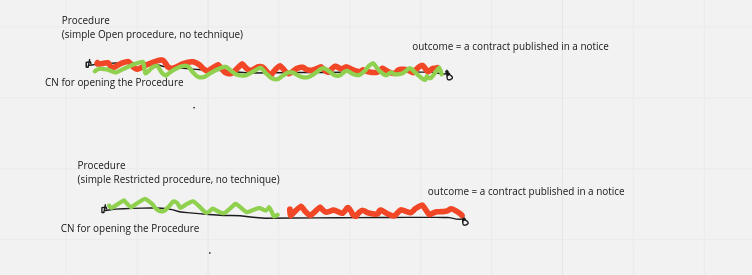 Procedure
(simple Open procedure, no technique)
outcome = a contract published in a notice
CN for opening the Procedure
Procedure
(simple Restricted procedure, no technique)
outcome = a contract published in a notice
CN for opening the Procedure